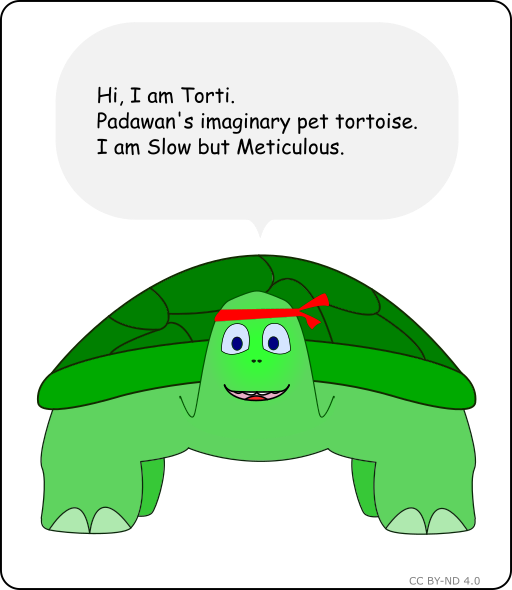 Hi, I am Torti.
Padawan's imaginary pet tortoise.
I am Slow but Meticulous.
CC BY-ND 4.0